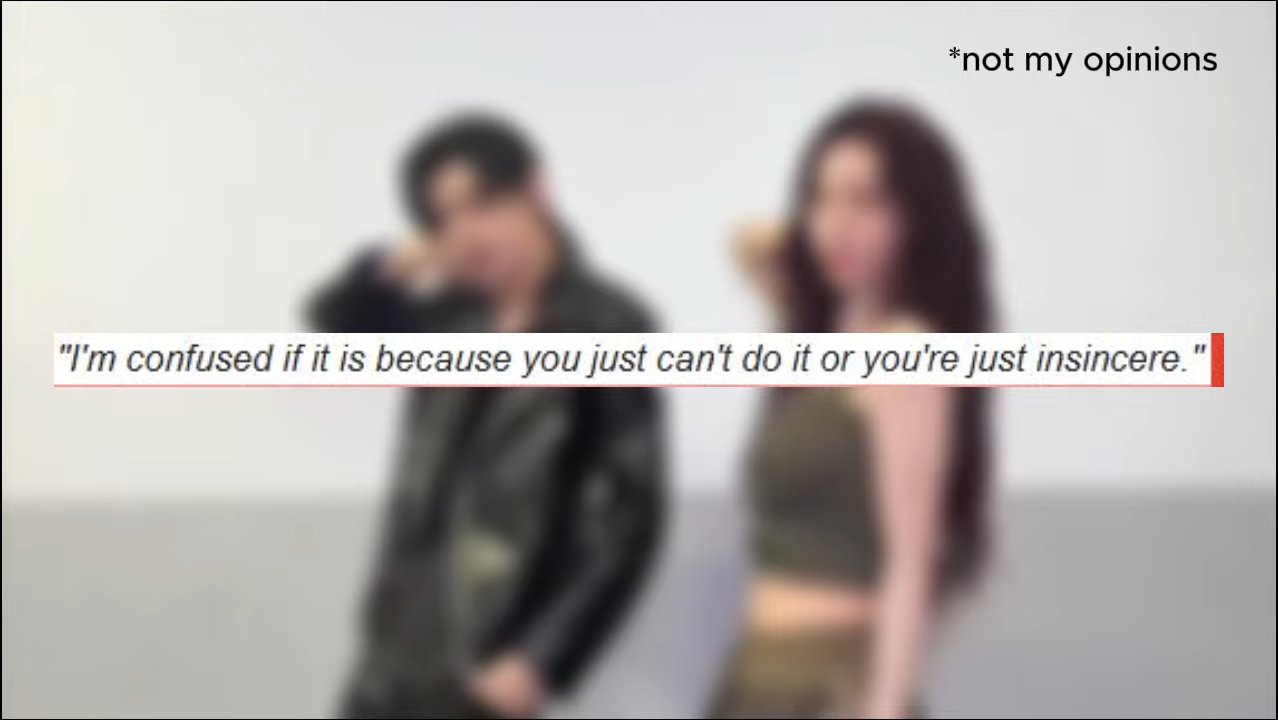 *not my opinions
"I'm confused if it is because you just can't do it or you're just insincere."